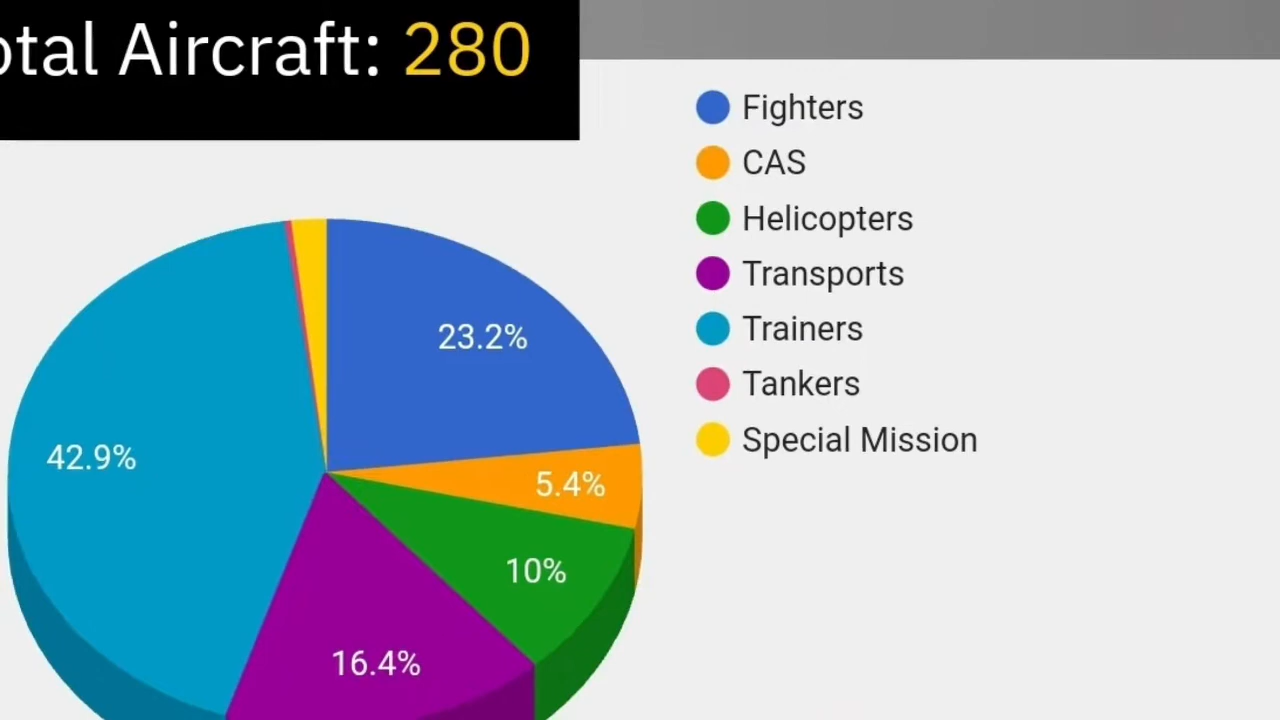 otal Aircraft: 280
Fighters
CAS
Helicopters
Transports
Trainers
Tankers
Special Mission
23.2%
42.9%
5.4%
10%
16.4%